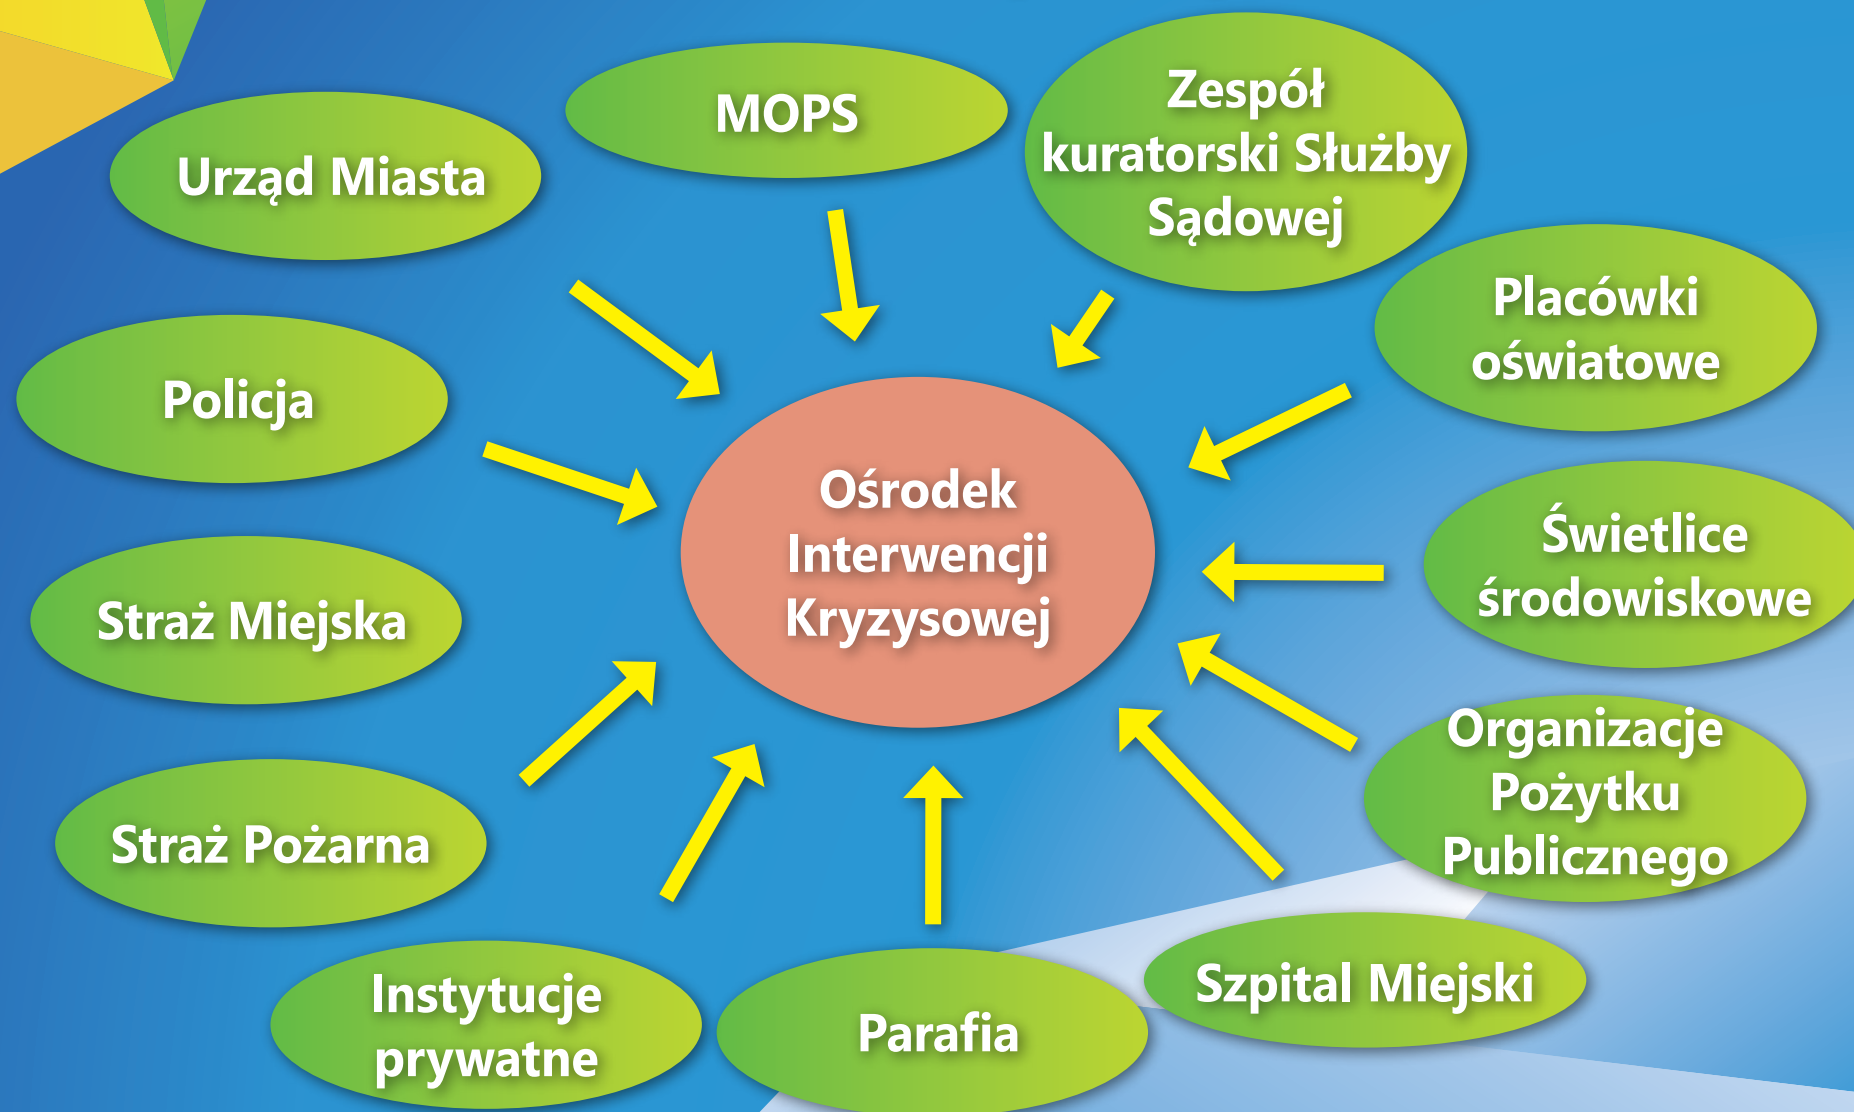 MOPS
Zespół
kuratorski Służby
Sądowej
Urząd Miasta
Placówki
oświatowe
Policja
Ośrodek
Interwencji
Kryzysowej
Świetlice
środowiskowe
Straż Miejska
Organizacje
Pożytku
Publicznego
Straż Pożarna
Instytucje
prywatne
Parafia
Szpital Miejski